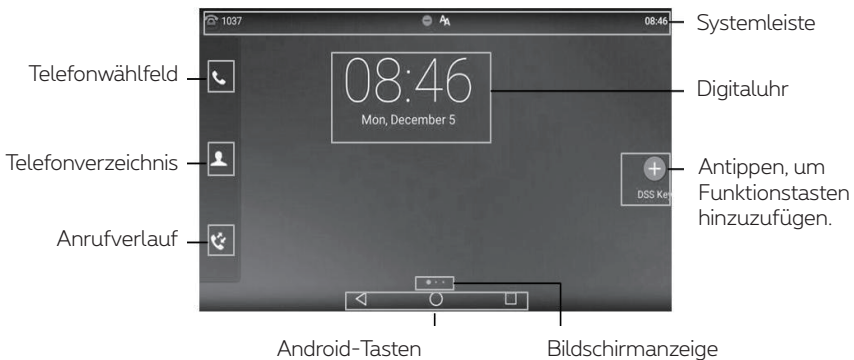 1037
AA
08:46
Systemleiste
Telefonwählfeld
08:46
Mon, December 5
Digitaluhr
Telefonverzeichnis
DSS Key
Antippen, um
Funktionstasten
hinzuzufügen.
Anrufverlauf
Android-Tasten
Bildschirmanzeige